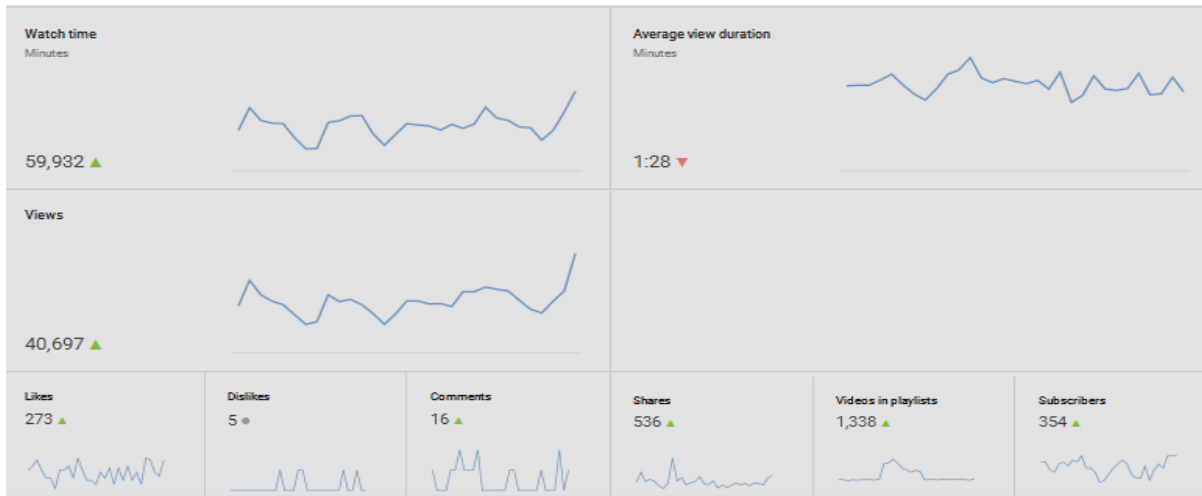 Watch time
Minutes
59,932
Average view duration
Minutes
1:28
Views
40,697
Likes
273
Dislikes
5
Comments
16
Shares
536
Videos in playlists
1,338
Subscribers
354